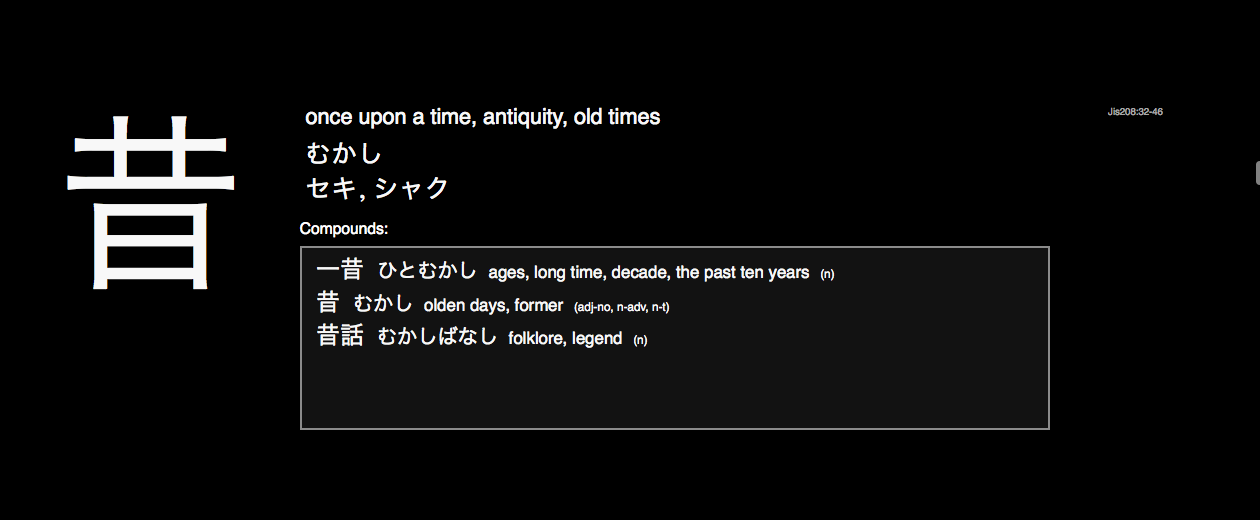 昔
once upon a time, antiquity, old times
Jis208:32-46
むかし
セキ, シャク
Compounds:
一昔 ひとむかし ages, long time, decade, the past ten years (n)
昔 むかし olden days, former (adj-no, n-adv, n-t)
昔話 むかしばなし folklore, legend (n)